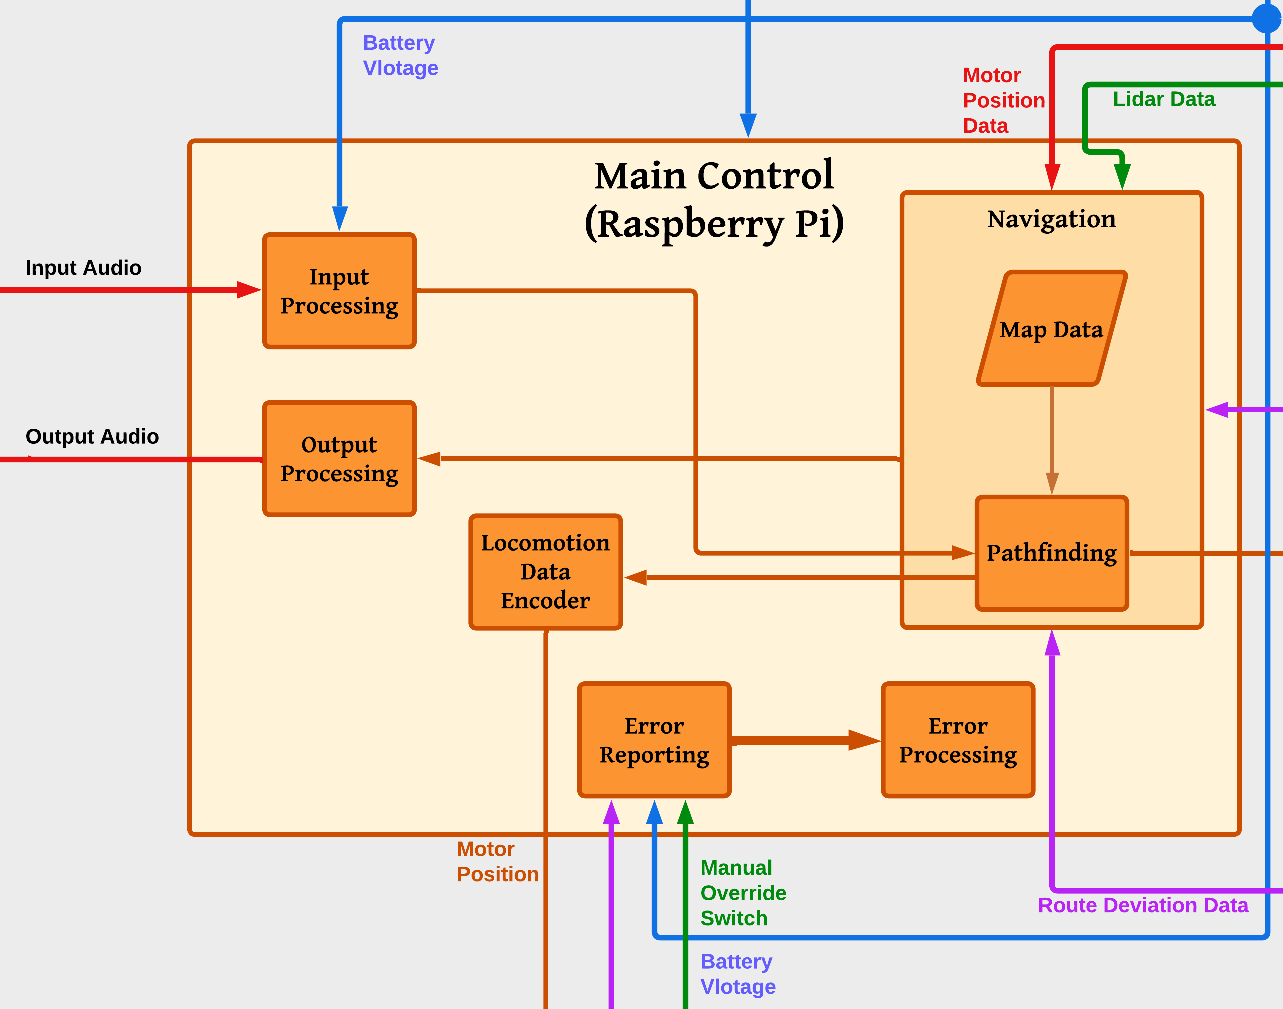 Battery
Vlotage
Motor
Position
Data
Lidar Data
Main Control
(Raspberry Pi)
Navigation
Input Audio
Input
Processing
Map Data
Output Audio
Output
Processing
Locomotion
Data
Encoder
Pathfinding
Error
Reporting
Error
Processing
Motor
Position
Manual
Override
Switch
Route Deviation Data
Battery
Vlotage